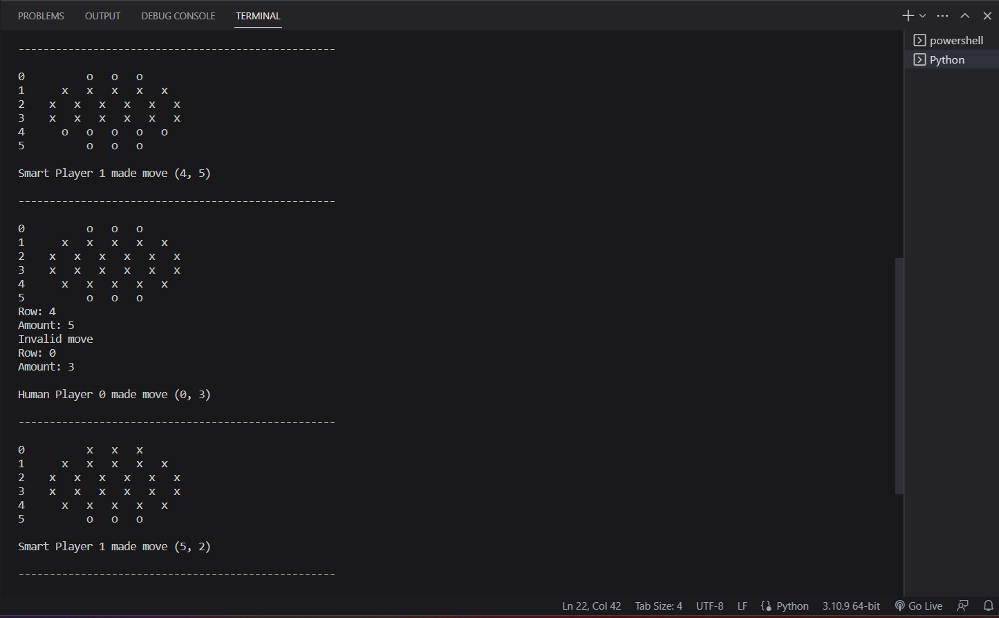 PROBLEMS OUTPUT DEBUG CONSOLE TERMINAL
powershell
Python
---------------------------------------------------
0          o   o   o
1      x   x   x   x   x
2    x   x   x   x   x   x
3    x   x   x   x   x   x
4      o   o   o   o   o
5          o   o   o
Smart Player 1 made move (4, 5)
---------------------------------------------------
0          o   o   o
1      x   x   x   x   x
2    x   x   x   x   x   x
3    x   x   x   x   x   x
4      x   x   x   x   x
5          o   o   o
Row: 4
Amount: 5
Invalid move
Row: 0
Amount: 3
Human Player 0 made move (0, 3)
---------------------------------------------------
0          x   x   x
1      x   x   x   x   x
2    x   x   x   x   x   x
3    x   x   x   x   x   x
4      x   x   x   x   x
5          o   o   o
Smart Player 1 made move (5, 2)
---------------------------------------------------
Ln 22, Col 42 Tab Size: 4 UTF-8 LF Python 3.10.9 64-bit Go Live